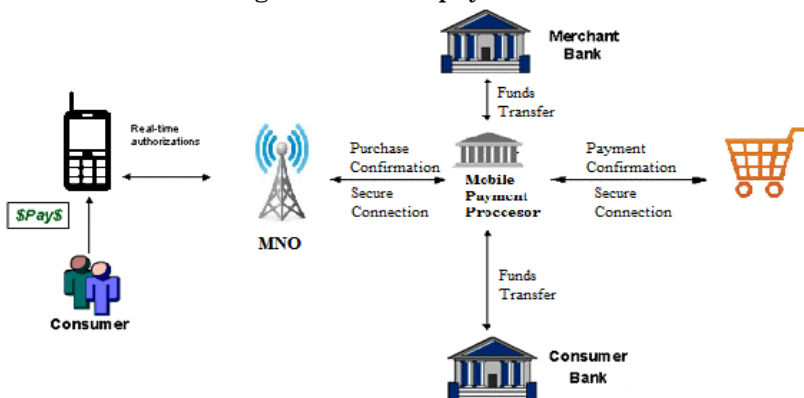 Merchant
Bank
Funds
Transfer
Real-time
authorizations
Purchase
Confirmation
Payment
Confirmation
Mobile
Payment
Proccesor
Secure
Connection
Secure
Connection
$Pay$
MNO
Consumer
Funds
Transfer
Consumer
Bank